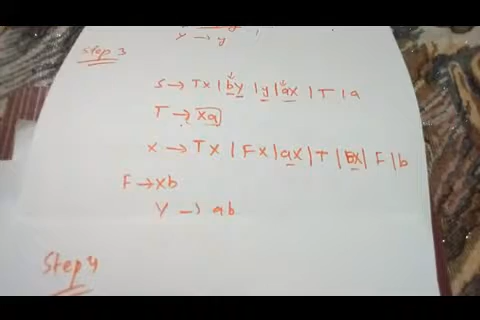 Y → y
Step 3
S → TX | by | y | aX | T | a
T → Xa
X → TX | FX | aX | T | bX | F | b
F → Xb
Y → ab
Step 4